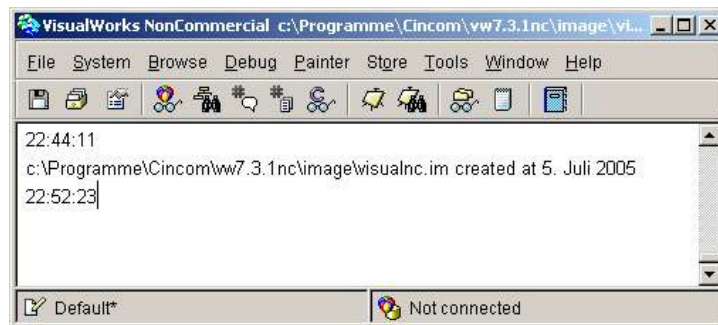 VisualWorks NonCommercial c:\Programme\Cincom\vw7.3.1nc\image\vi...
File System Browse Debug Painter Store Tools Window Help
22:44:11
c:\Programme\Cincom\vw7.3.1nc\image\visualnc.im created at 5. Juli 2005
22:52:23
Default* Not connected